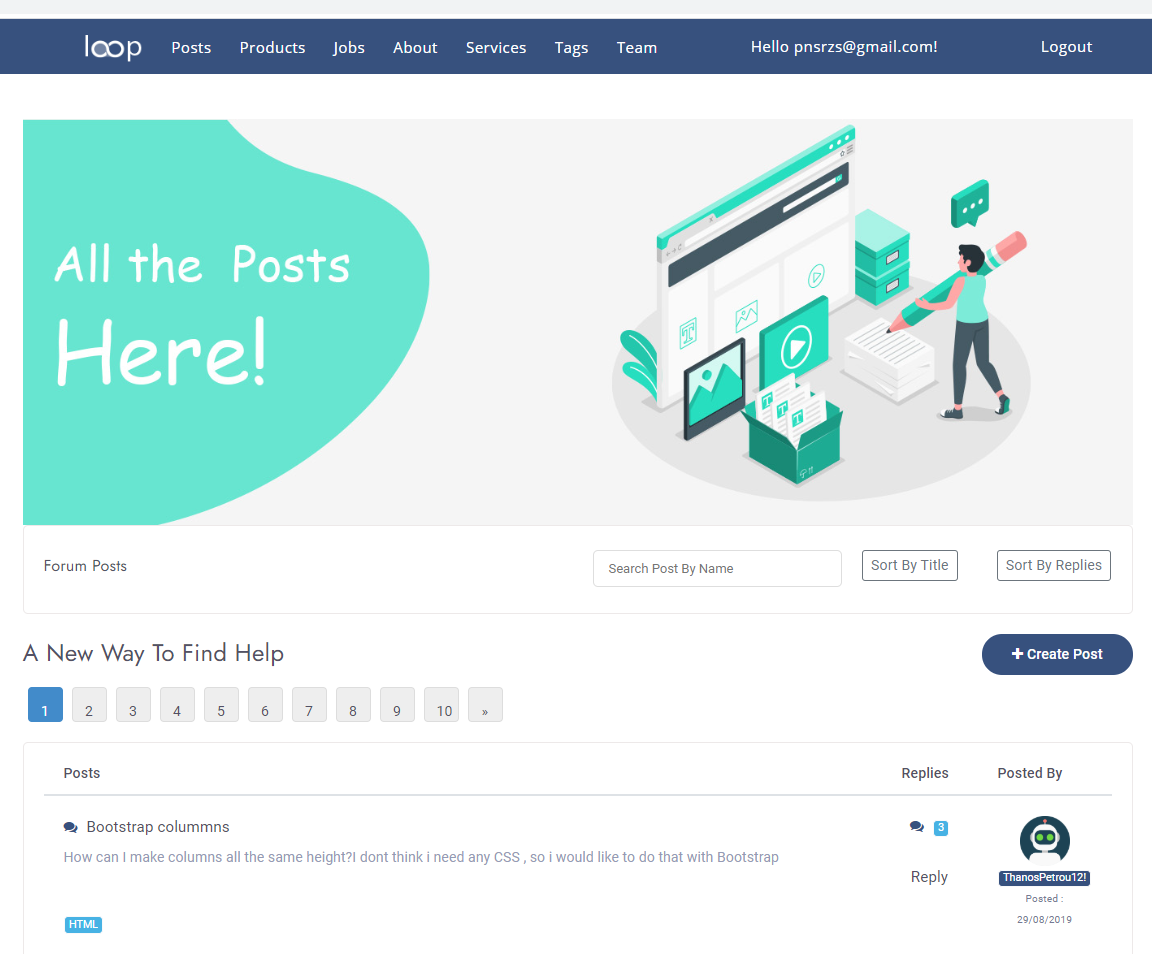 loop Posts Products Jobs About Services Tags Team Hello pnsrzs@gmail.com! Logout
All the Posts
Here!
Forum Posts Search Post By Name Sort By Title Sort By Replies
A New Way To Find Help + Create Post
1 2 3 4 5 6 7 8 9 10 »
Posts Replies Posted By
Bootstrap colummns 3
How can I make columns all the same height?I dont think i need any CSS , so i would like to do that with Bootstrap
Reply ThanosPetrou12!
Posted :
HTML 29/08/2019